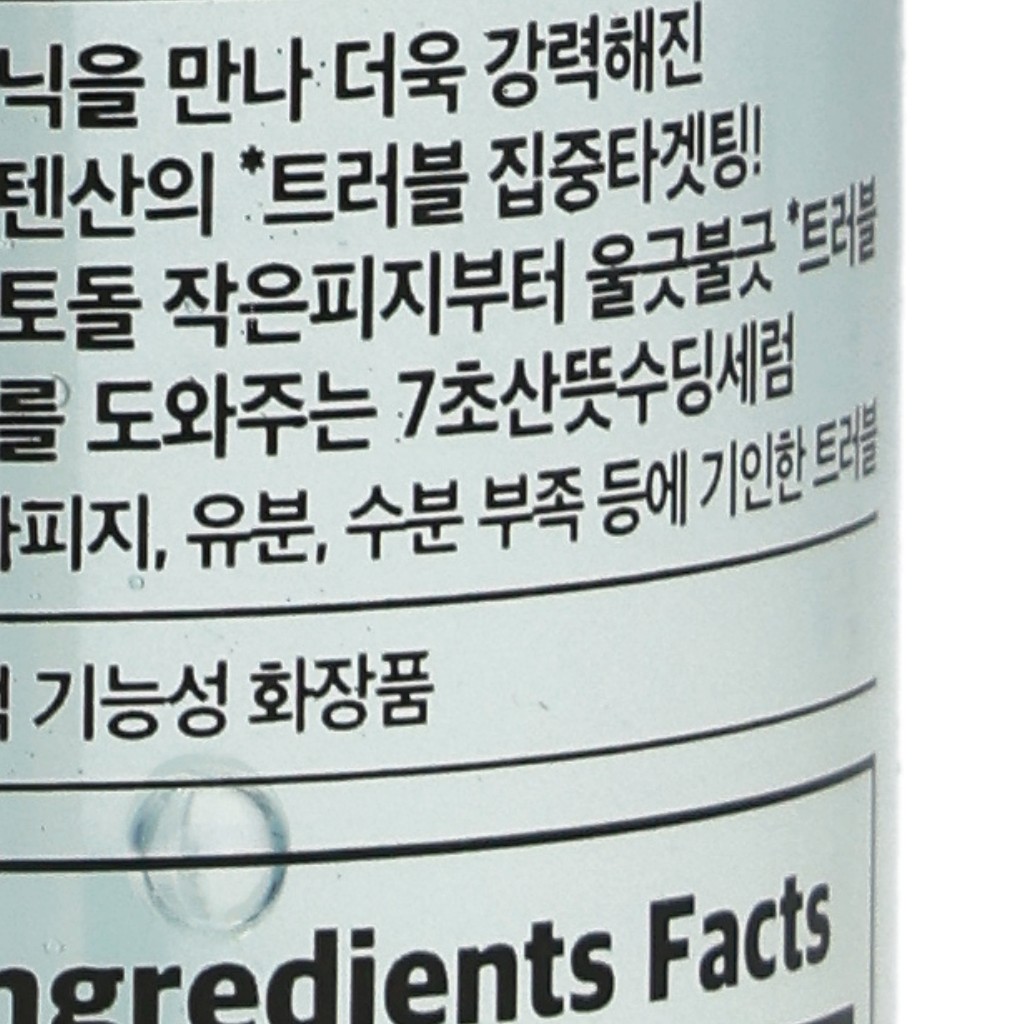 닉을 만나 더욱 강력해진
텐산의 *트러블 집중타겟팅!
토돌 작은피지부터 울긋불긋 *트러블
를 도와주는 7초산뜻수딩세럼
피지, 유분, 수분 부족 등에 기인한 트러블
기능성 화장품
ngredients Facts